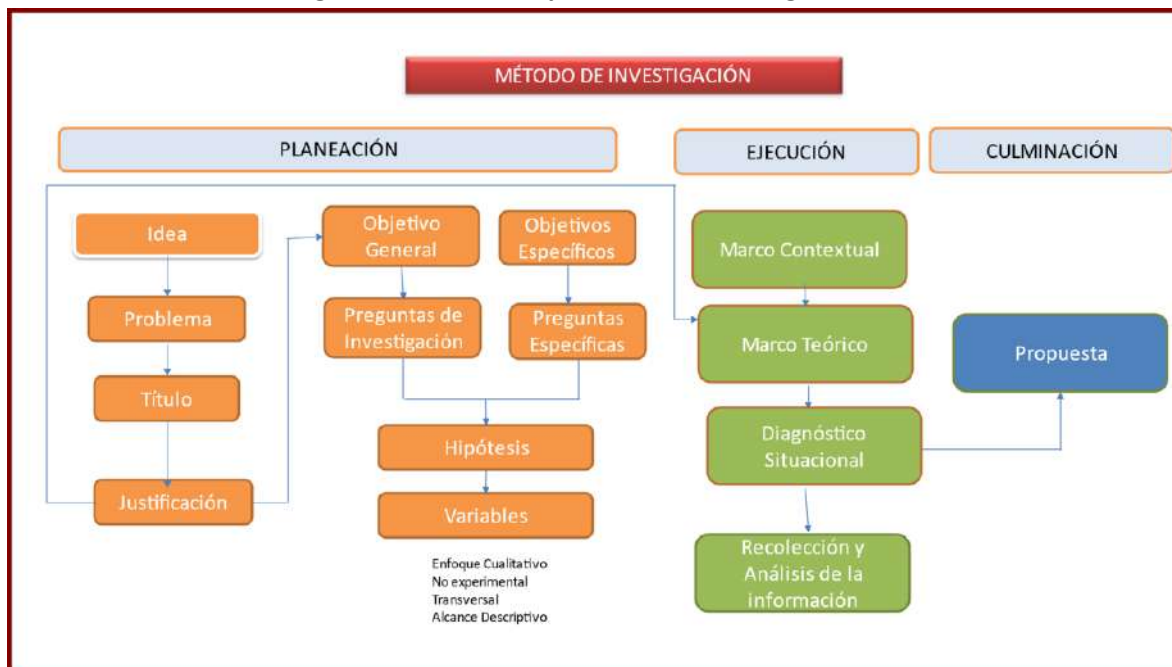 MÉTODO DE INVESTIGACIÓN
PLANEACIÓN
EJECUCIÓN
CULMINACIÓN
Idea
Problema
Título
Justificación
Objetivo
General
Objetivos
Específicos
Preguntas de
Investigación
Preguntas
Específicas
Hipótesis
Variables
Enfoque Cualitativo
No experimental
Transversal
Alcance Descriptivo
Marco Contextual
Marco Teórico
Diagnóstico
Situacional
Recolección y
Análisis de la
información
Propuesta